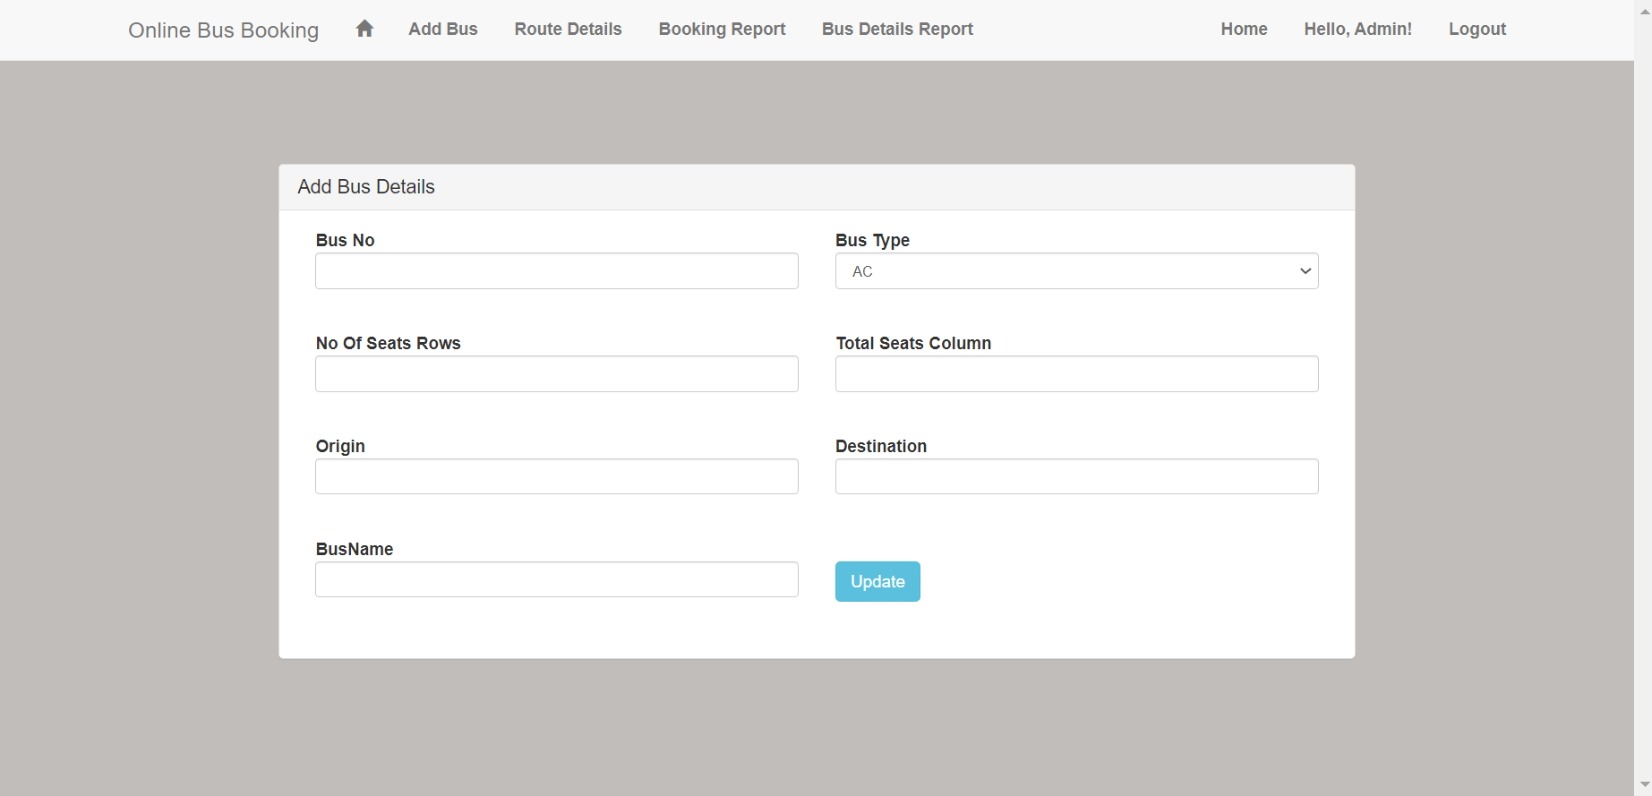 Online Bus Booking Add Bus Route Details Booking Report Bus Details Report Home Hello, Admin! Logout
Add Bus Details
Bus No Bus Type
AC
No Of Seats Rows Total Seats Column
Origin Destination
BusName
Update